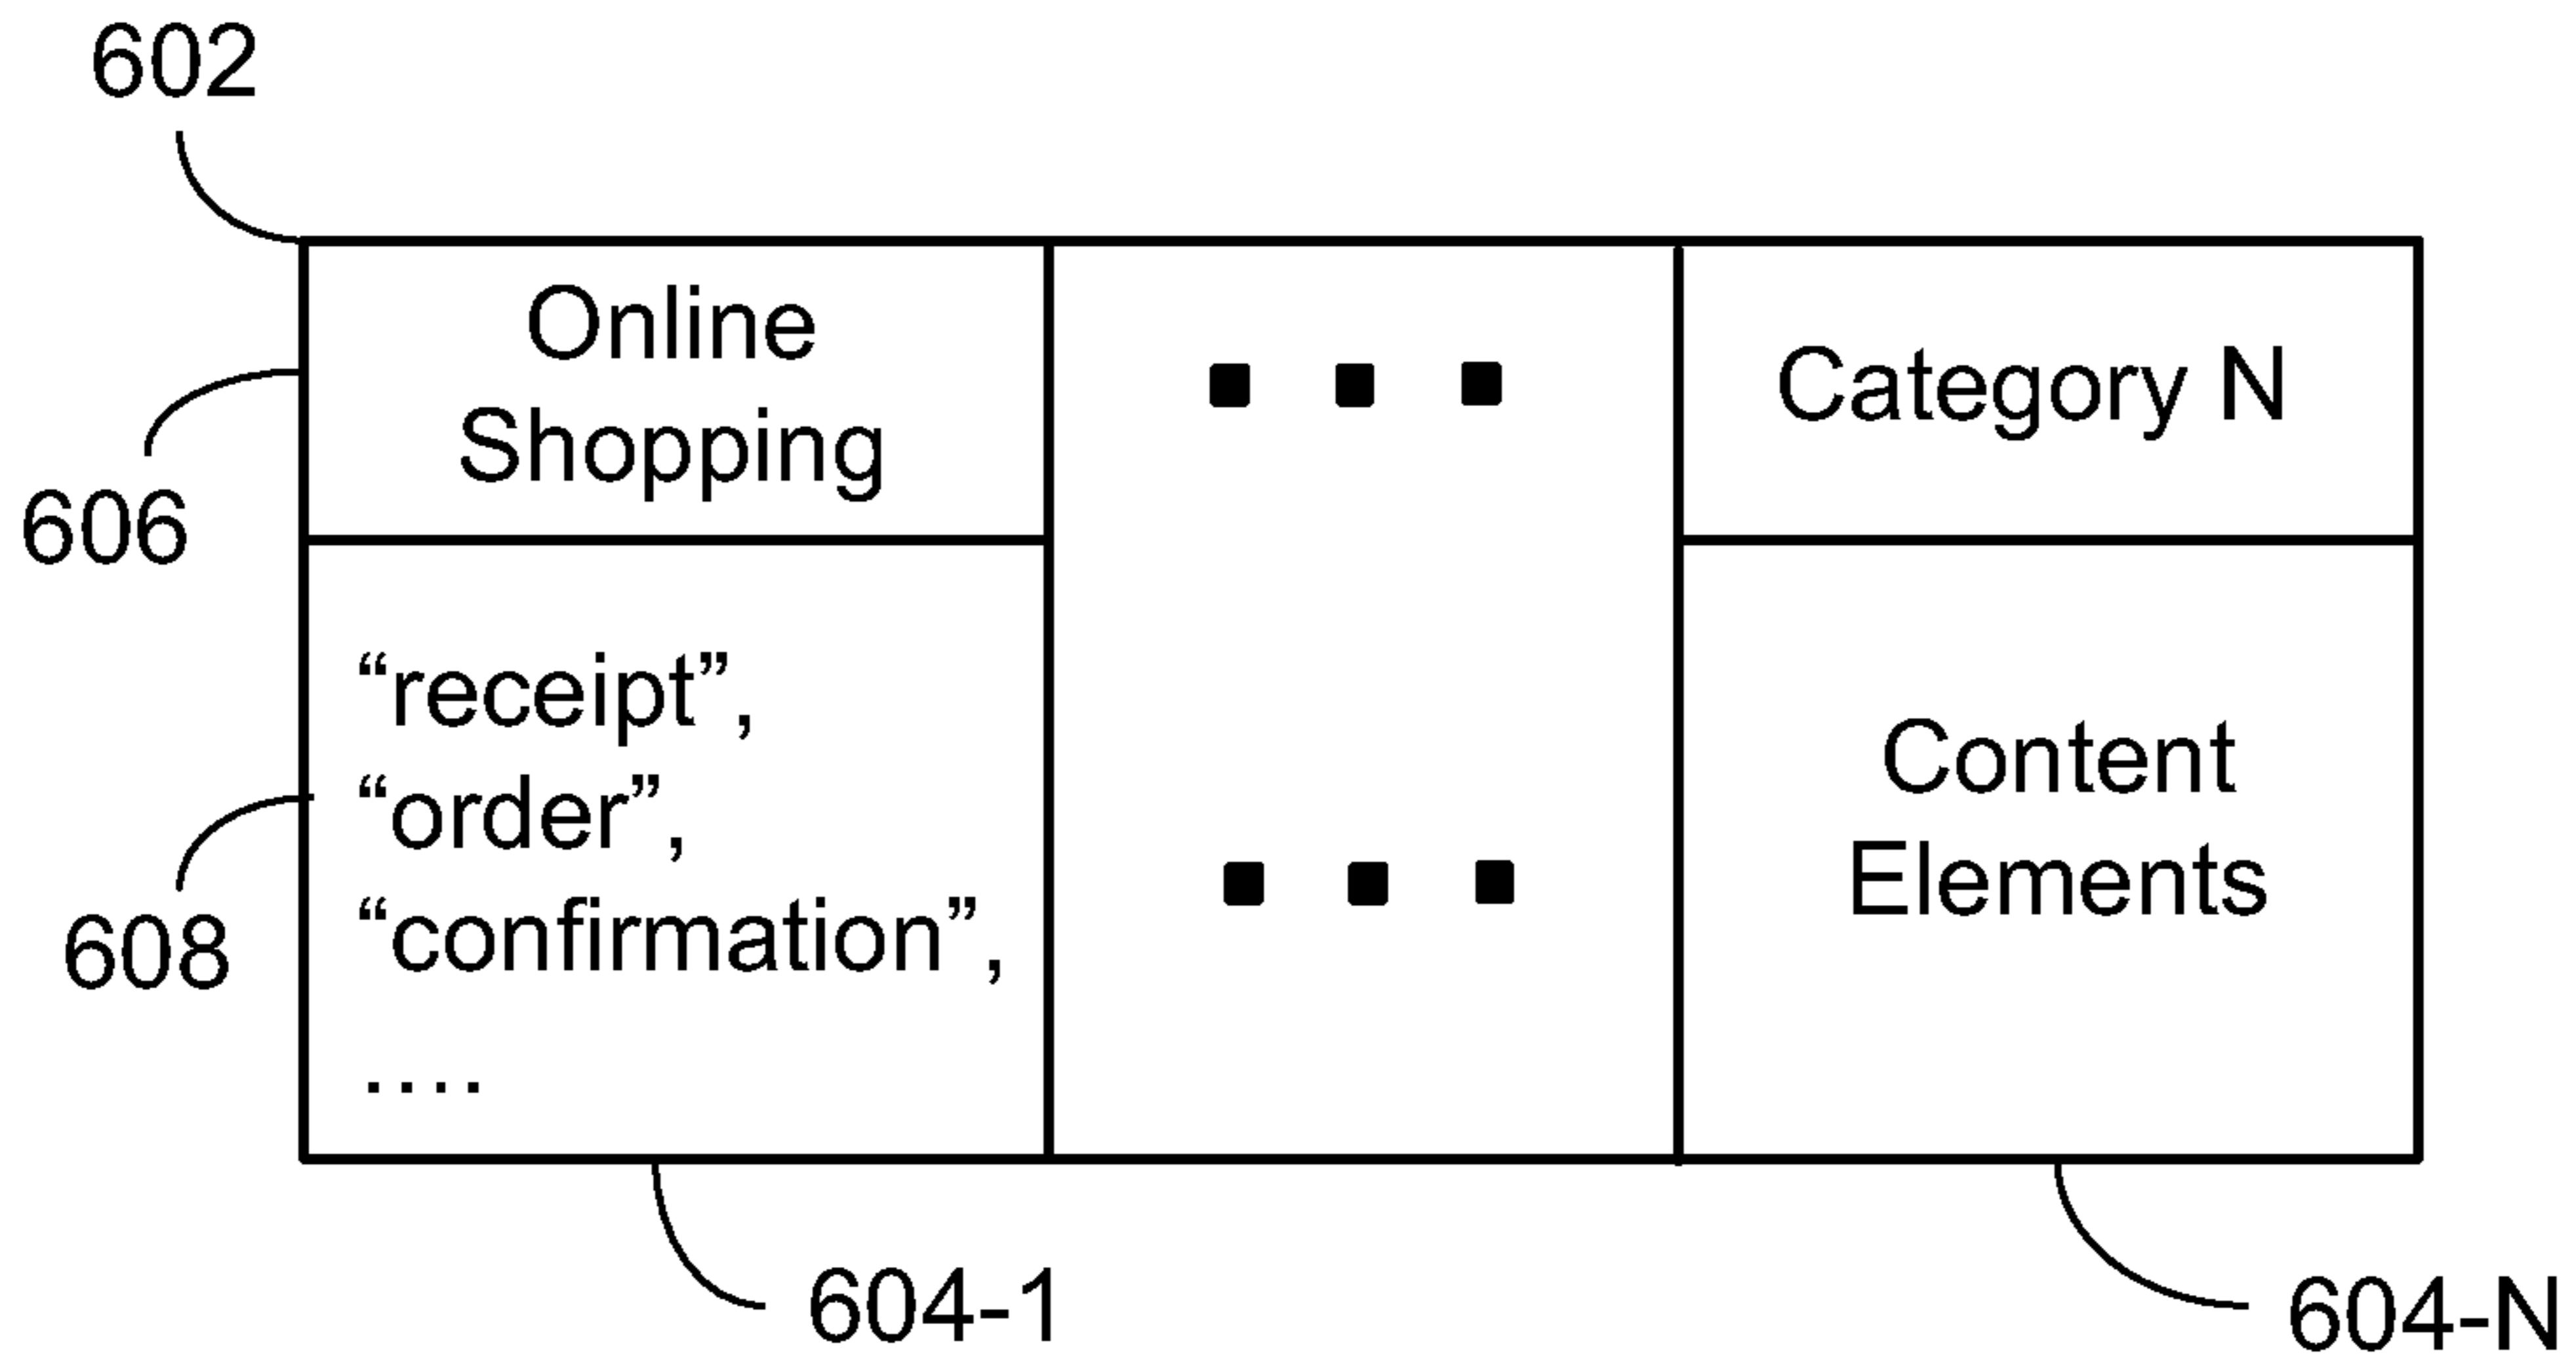 602
Online
Shopping
■ ■ ■
Category N
606
“receipt”,
“order”,
“confirmation”,
....
■ ■ ■
Content
Elements
608
604-1
604-N